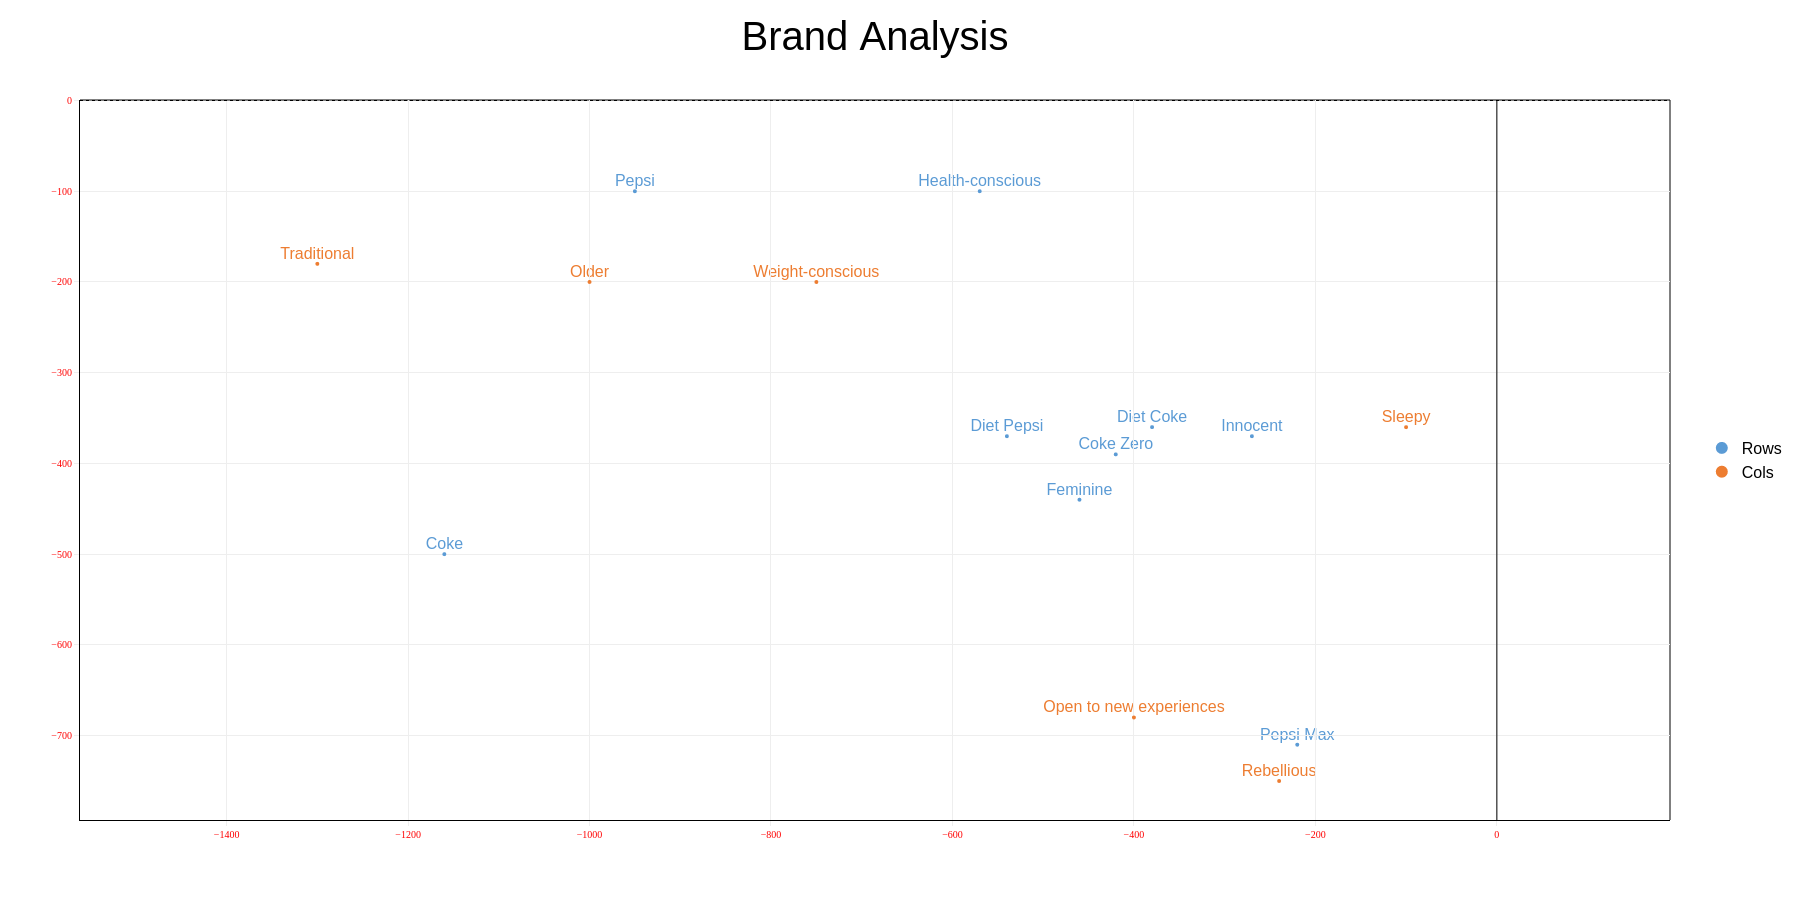 Brand Analysis
0
−100
Pepsi
Health-conscious
Traditional
Older
Weight-conscious
−200
−300
Diet Pepsi
Diet Coke
Innocent
Sleepy
Coke Zero
−400
Feminine
Rows
Cols
Coke
−500
−600
Open to new experiences
−700
Pepsi Max
Rebellious
−1400
−1200
−1000
−800
−600
−400
−200
0